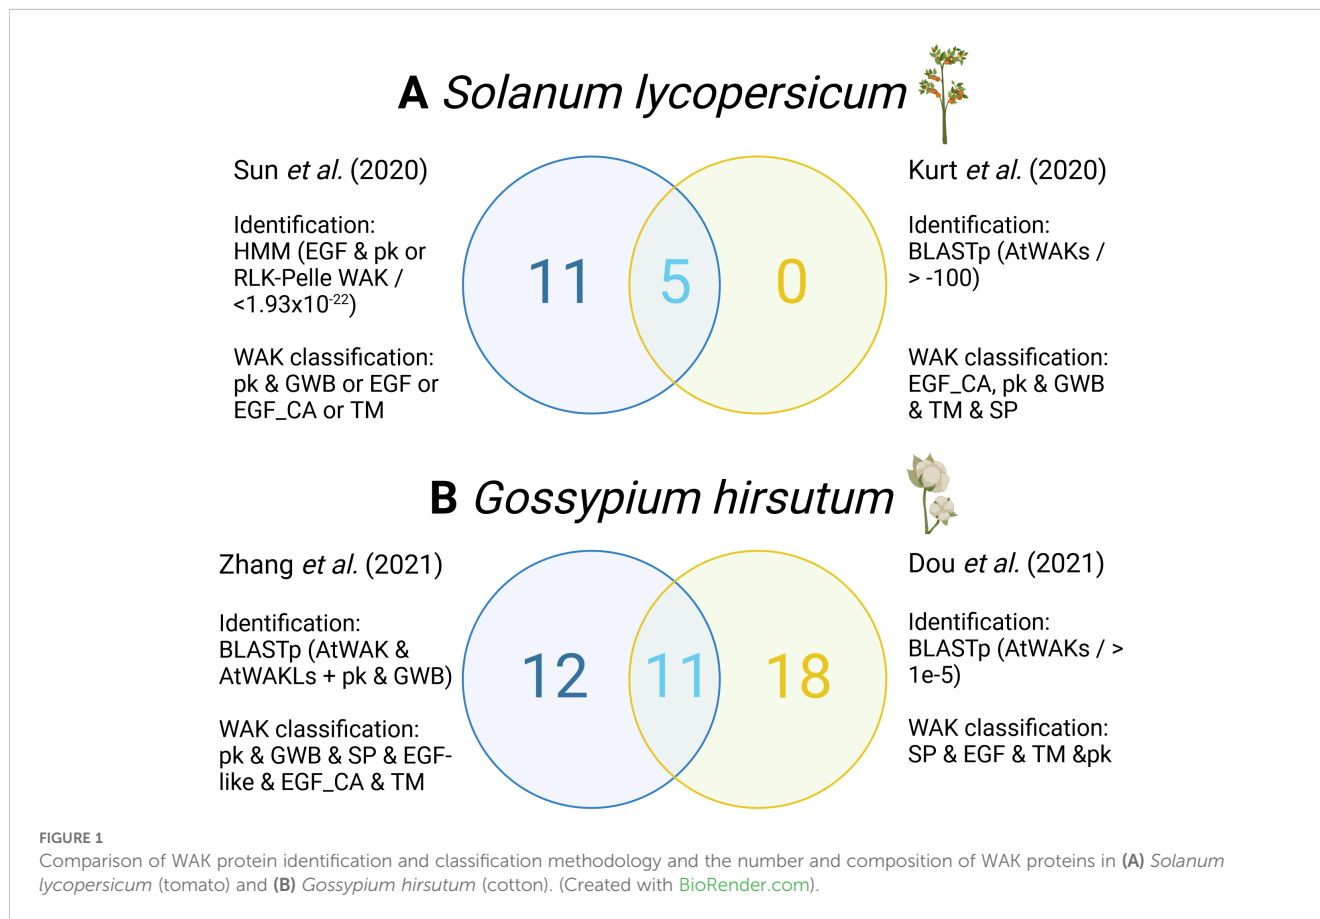 A Solanum lycopersicum
Sun et al. (2020)
Identification:
HMM (EGF & pk or
RLK-Pelle WAK /
<1.93x10-22)
WAK classification:
pk & GWB or EGF or
EGF_CA or TM
11
5
0
Kurt et al. (2020)
Identification:
BLASTp (AtWAKs /
> -100)
WAK classification:
EGF_CA, pk & GWB
& TM & SP
B Gossypium hirsutum
Zhang et al. (2021)
Identification:
BLASTp (AtWAK &
AtWAKLs + pk & GWB)
WAK classification:
pk & GWB & SP & EGF-
like & EGF_CA & TM
12
11
18
Dou et al. (2021)
Identification:
BLASTp (AtWAKs / >
1e-5)
WAK classification:
SP & EGF & TM &pk
FIGURE 1
Comparison of WAK protein identification and classification methodology and the number and composition of WAK proteins in (A) Solanum
lycopersicum (tomato) and (B) Gossypium hirsutum (cotton). (Created with BioRender.com).